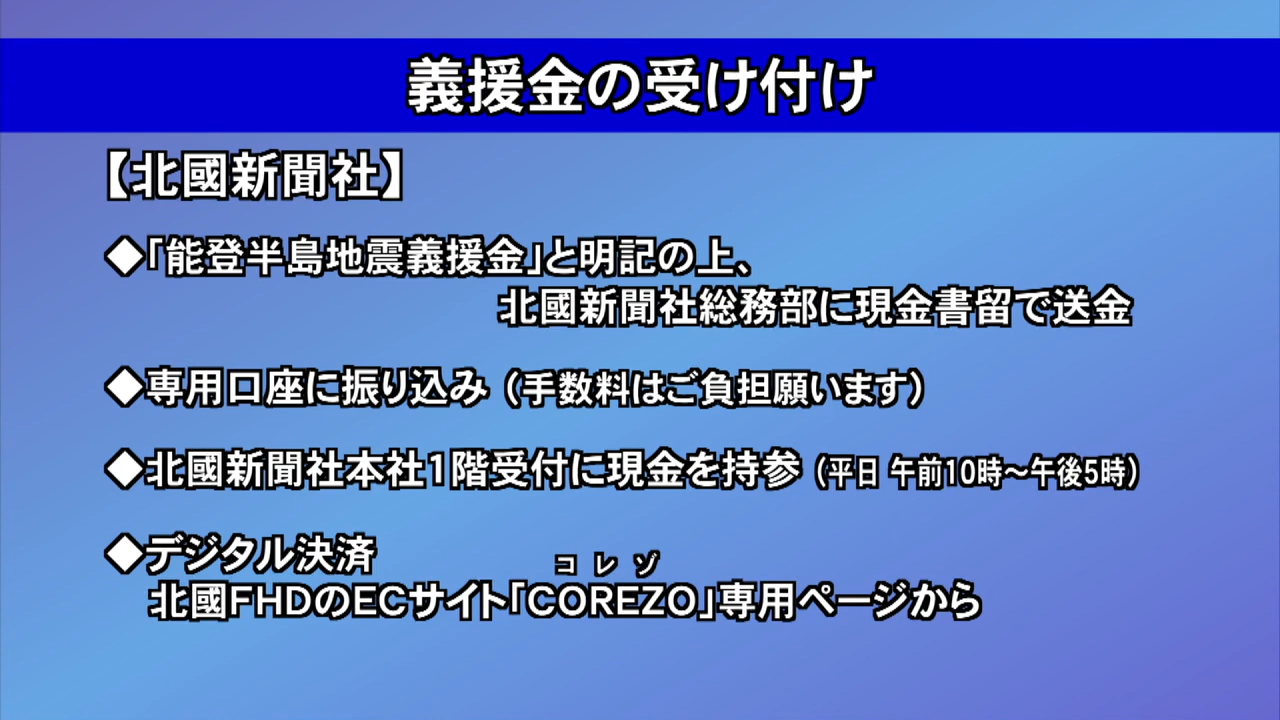 義援金の受け付け
【北國新聞社】
◆「能登半島地震義援金」と明記の上、
北國新聞社総務部に現金書留で送金
◆専用口座に振り込み（手数料はご負担願います）
◆北國新聞社本社1階受付に現金を持参（平日 午前10時～午後5時）
◆デジタル決済
コレゾ
北國FHDのECサイト「COREZO」専用ページから